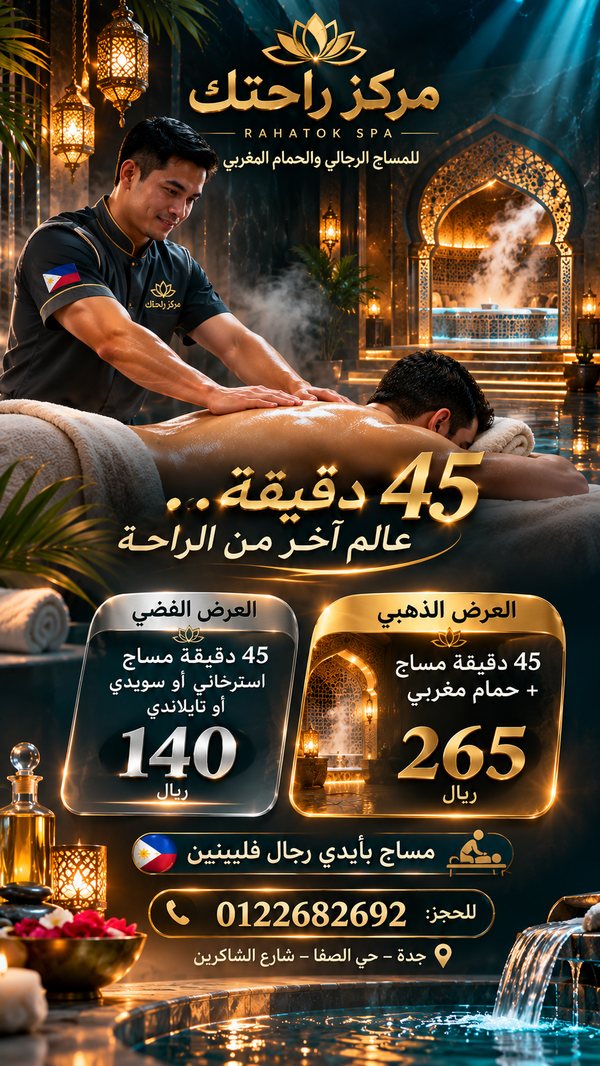 مركز راحتك
RAHATOK SPA
للمساج الرجالي والحمام المغربي
مركز راحتك
45 دقيقة..
عالم آخر من الراحة
العرض الذهبي
45 دقيقة مساج
+ حمام مغربي
265
ريال
العرض الفضي
45 دقيقة مساج
استرخاني أو سويدي
أو تايلاندي
140
ريال
مساج بأيدي رجال فلبينين
للحجز: 0122682692
جدة – حي الصفا – شارع الشاكرين